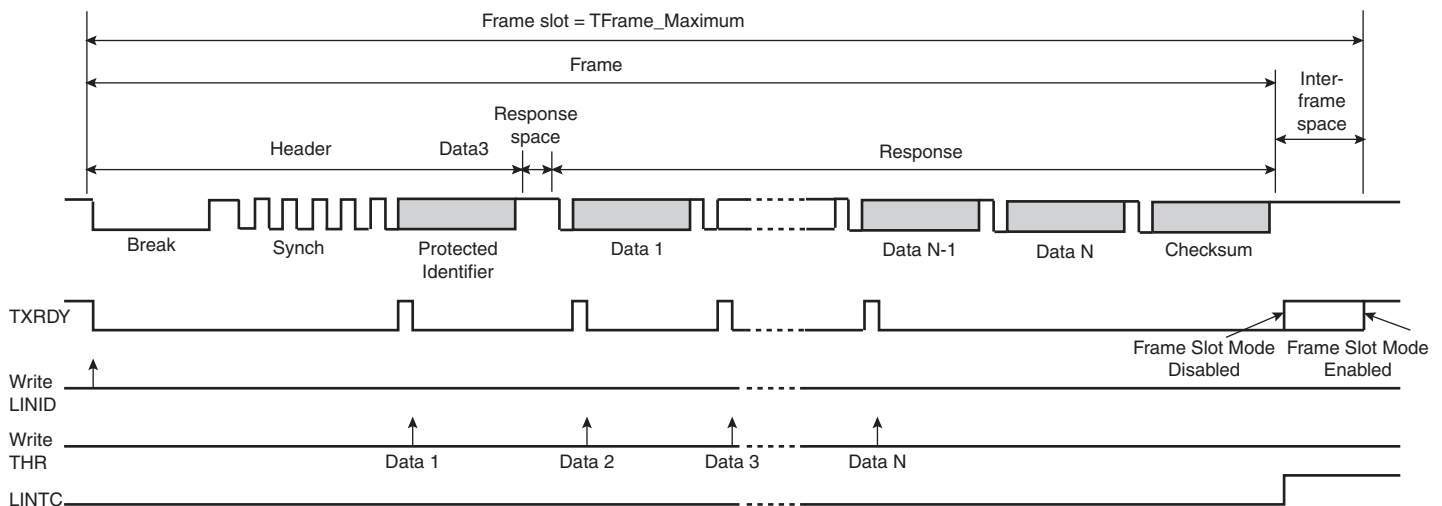 Frame slot = TFrame_Maximum
Frame
Inter-
frame
space
Response
space
Header
Data3
Response
Break
Synch
Protected
Identifier
Data 1
Data N-1
Data N
Checksum
TXRDY
Frame Slot Mode
Disabled
Frame Slot Mode
Enabled
Write
LINID
Write
THR
Data 1
Data 2
Data 3
Data N
LINTC